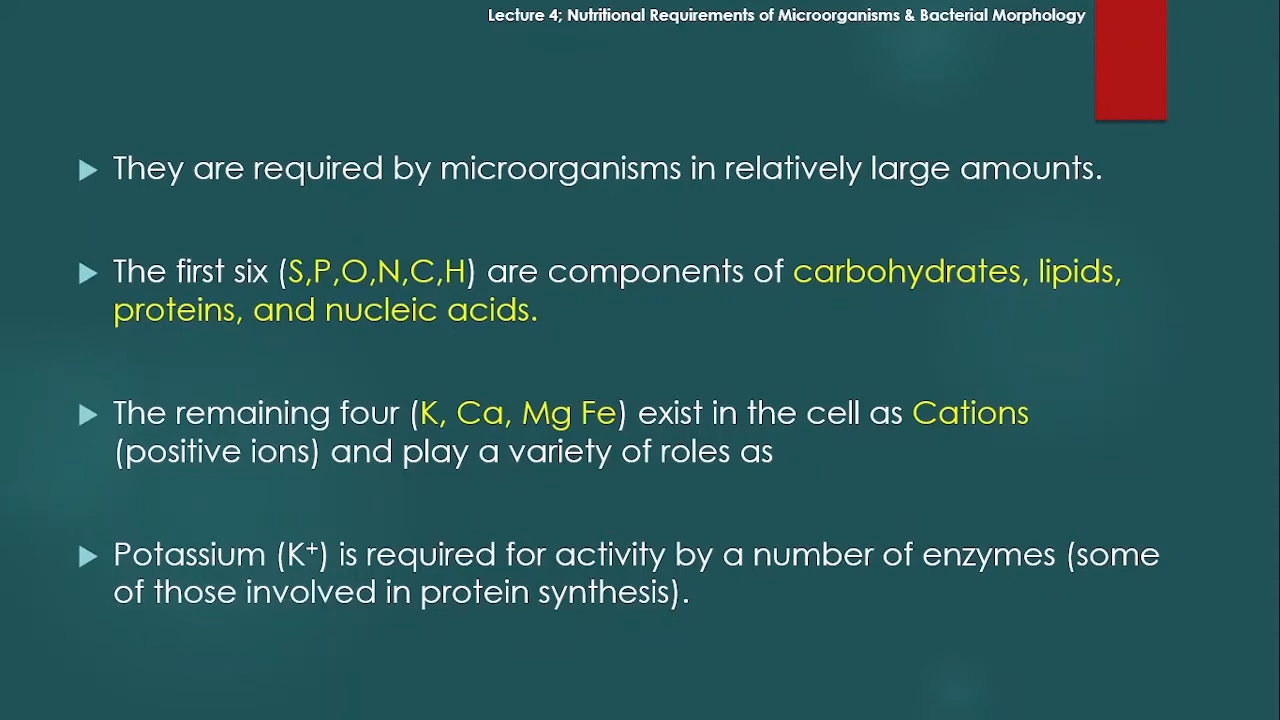 Lecture 4; Nutritional Requirements of Microorganisms & Bacterial Morphology
They are required by microorganisms in relatively large amounts.
The first six (S,P,O,N,C,H) are components of carbohydrates, lipids,
proteins, and nucleic acids.
The remaining four (K, Ca, Mg Fe) exist in the cell as Cations
(positive ions) and play a variety of roles as
Potassium (K⁺) is required for activity by a number of enzymes (some
of those involved in protein synthesis).